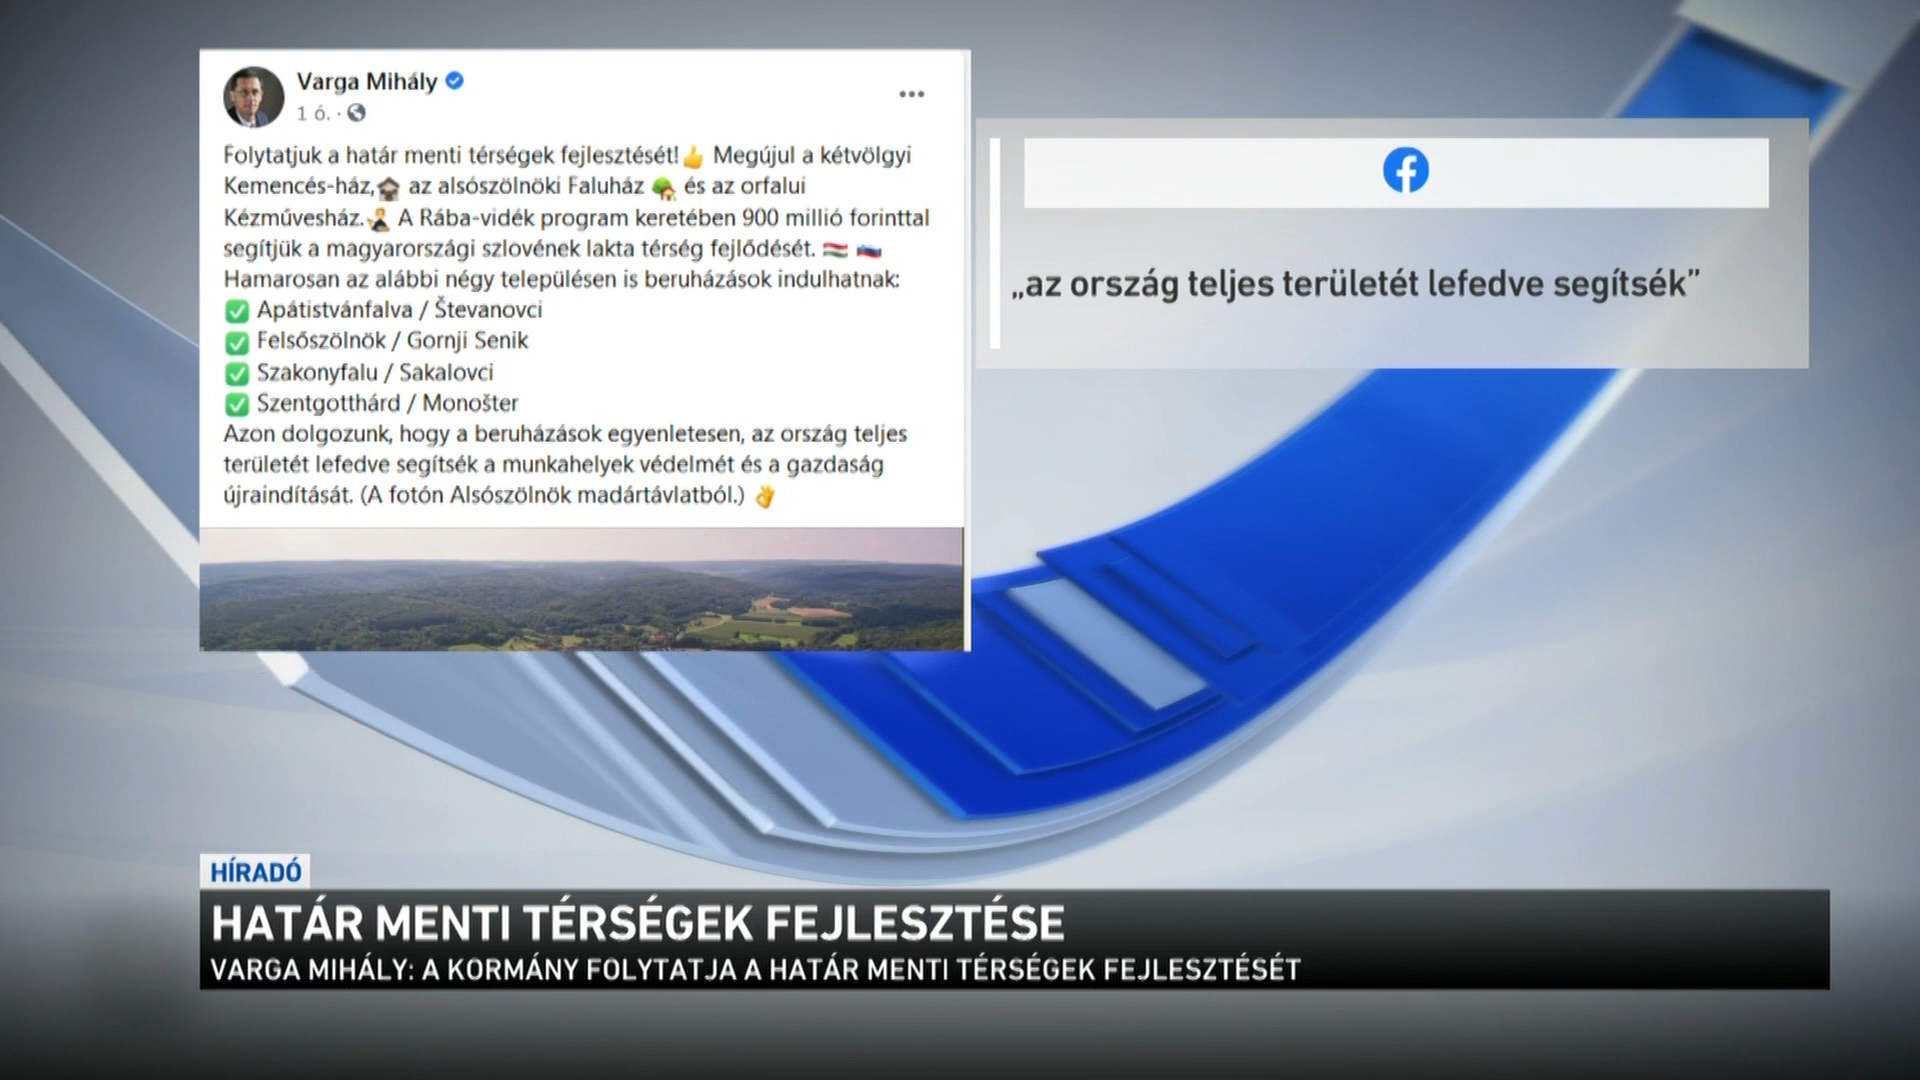 Varga Mihály
1 ó. ·
Folytatjuk a határ menti térségek fejlesztését!👍 Megújul a kétvölgyi
Kemencés-ház,🏚 az alsószölnöki Faluház 🏡 és az orfalui
Kézművesház. A Rába-vidék program keretében 900 millió forinttal
segítjük a magyarországi szlovének lakta térség fejlődését. 🇭🇺 🇸🇮
Hamarosan az alábbi négy településen is beruházások indulhatnak:
✅ Apátistvánfalva / Števanovci
✅ Felsőszölnök / Gornji Senik
✅ Szakonyfalu / Sakalovci
✅ Szentgotthárd / Monošter
Azon dolgozunk, hogy a beruházások egyenletesen, az ország teljes
területét lefedve segítsék a munkahelyek védelmét és a gazdaság
újraindítását. (A fotón Alsószölnök madártávlatból.) 👌
„az ország teljes területét lefedve segítsék”
HÍRADÓ
HATÁR MENTI TÉRSÉGEK FEJLESZTÉSE
VARGA MIHÁLY: A KORMÁNY FOLYTATJA A HATÁR MENTI TÉRSÉGEK FEJLESZTÉSÉT